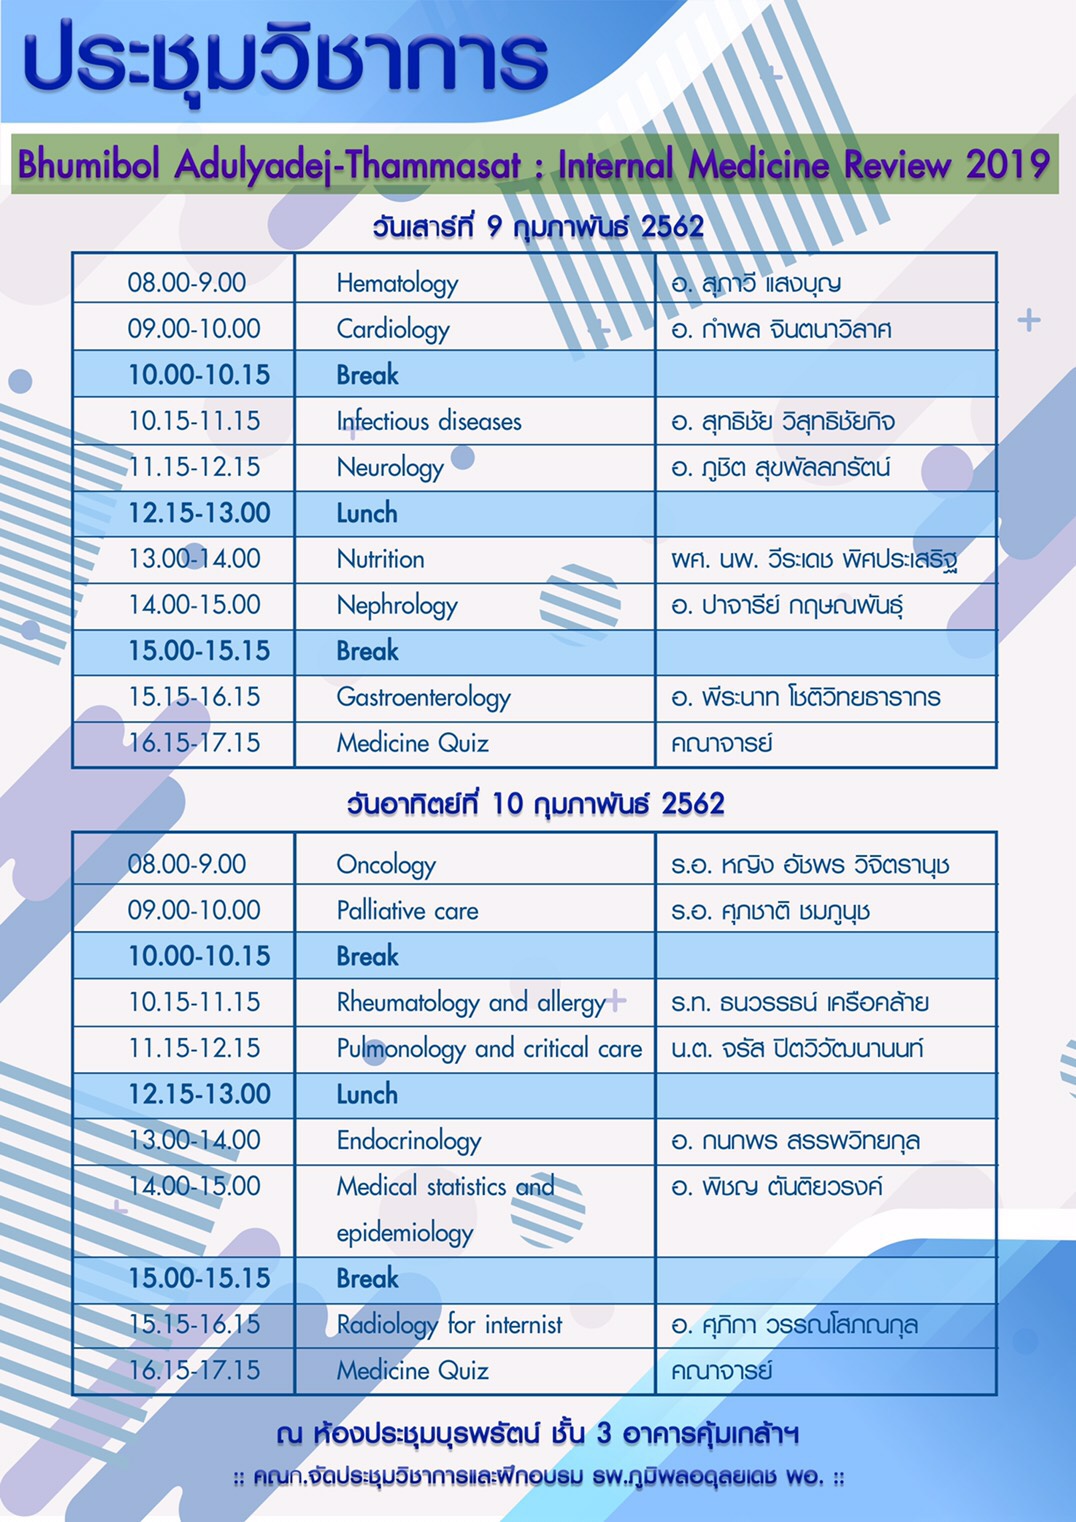 ประชุมวิชาการ
Bhumibol Adulyadej-Thammasat : Internal Medicine Review 2019
วันเสาร์ที่ 9 กุมภาพันธ์ 2562
08.00-9.00 Hematology อ. สุภาวี แสงบุญ
09.00-10.00 Cardiology อ. กำพล จินตนาวิลาศ
10.00-10.15 Break
10.15-11.15 Infectious diseases อ. สุทธิชัย วิสุทธิชัยกิจ
11.15-12.15 Neurology อ. ภูชิต สุขพัลลภรัตน์
12.15-13.00 Lunch
13.00-14.00 Nutrition ผศ. นพ. วีระเดช พิศประเสริฐ
14.00-15.00 Nephrology อ. ปาจารีย์ กฤษณพันธุ์
15.00-15.15 Break
15.15-16.15 Gastroenterology อ. พีระนาท โชติวิทยธารากร
16.15-17.15 Medicine Quiz คณาจารย์
วันอาทิตย์ที่ 10 กุมภาพันธ์ 2562
08.00-9.00 Oncology ร.อ. หญิง อัชพร วิจิตรานุช
09.00-10.00 Palliative care ร.อ. ศุภชาติ ชมภูนุช
10.00-10.15 Break
10.15-11.15 Rheumatology and allergy ร.ท. ธนวรรธน์ เครือคล้าย
11.15-12.15 Pulmonology and critical care น.ต. จรัส ปิตวิวัฒนานนท์
12.15-13.00 Lunch
13.00-14.00 Endocrinology อ. กนกพร สรรพวิทยกุล
14.00-15.00 Medical statistics and อ. พิชญ ตันติยวรงค์
epidemiology
15.00-15.15 Break
15.15-16.15 Radiology for internist อ. ศุภิกา วรรณโสภณกุล
16.15-17.15 Medicine Quiz คณาจารย์
ณ ห้องประชุมบุรพรัตน์ ชั้น 3 อาคารคุ้มเกล้าฯ
:: คณก.จัดประชุมวิชาการและฝึกอบรม รพ.ภูมิพลอดุลยเดช พอ. ::